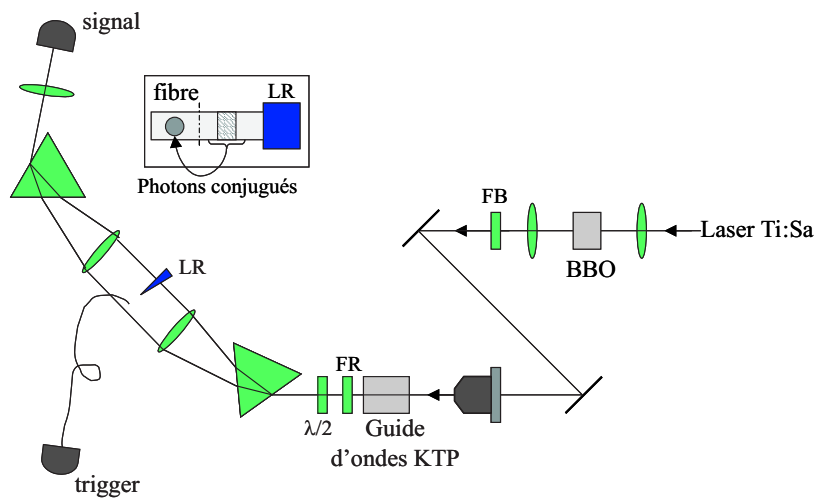 signal
fibre
LR
Photons conjugués
FB
Laser Ti:Sa
BBO
LR
FR
λ/2
Guide
d'ondes KTP
trigger